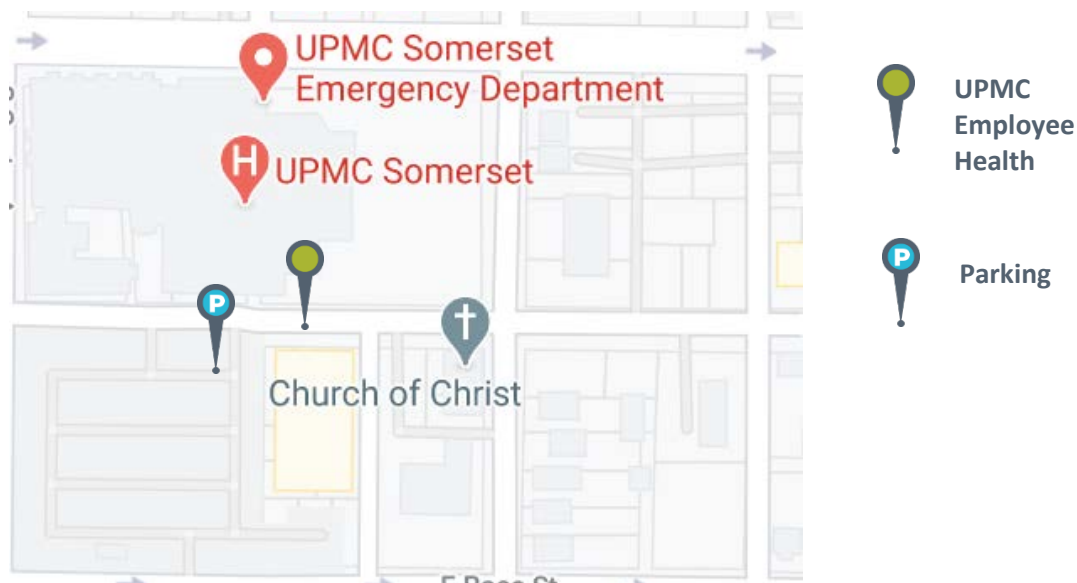 UPMC Somerset
Emergency Department
H
UPMC Somerset
P
Church of Christ
UPMC
Employee
Health
P
Parking